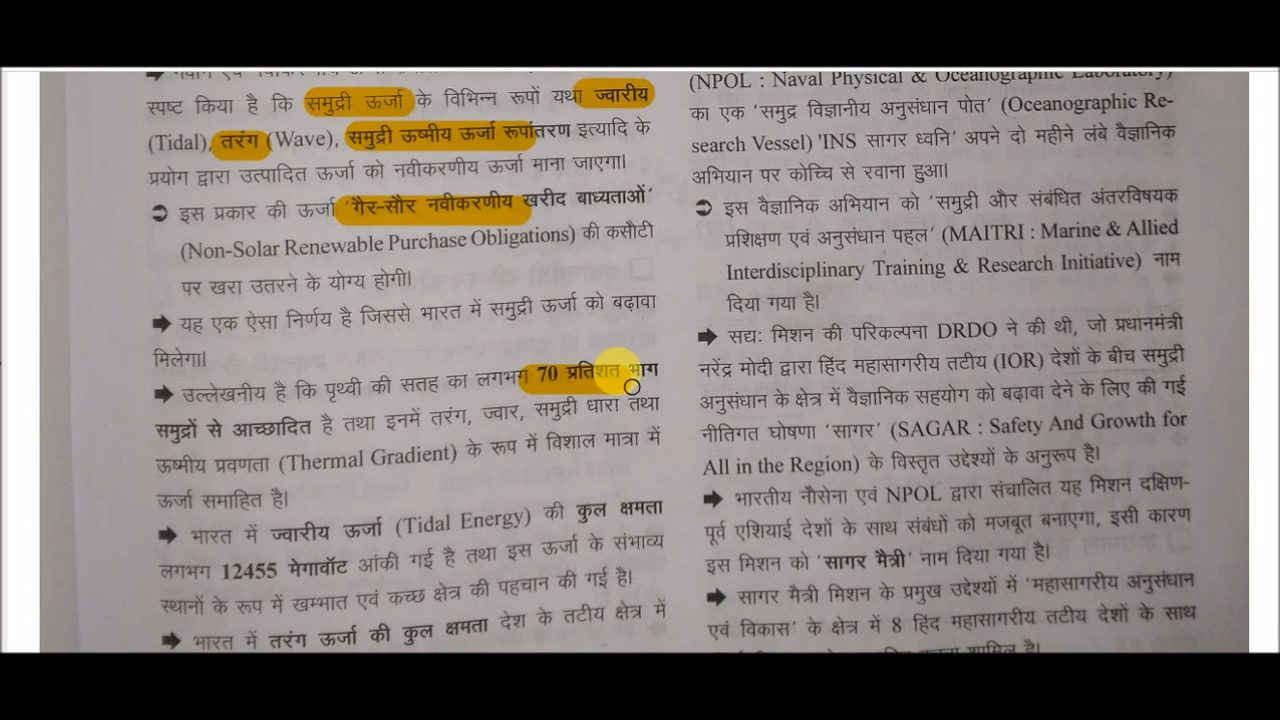 स्पष्ट किया है कि समुद्री ऊर्जा के विभिन्न रूपों यथा ज्वारीय
(Tidal), तरंग (Wave), समुद्री ऊष्मीय ऊर्जा रूपांतरण इत्यादि के
प्रयोग द्वारा उत्पादित ऊर्जा को नवीकरणीय ऊर्जा माना जाएगा।
➲ इस प्रकार की ऊर्जा 'गैर-सौर नवीकरणीय खरीद बाध्यताओं'
(Non-Solar Renewable Purchase Obligations) की कसौटी
पर खरा उतरने के योग्य होगी।
➡ यह एक ऐसा निर्णय है जिससे भारत में समुद्री ऊर्जा को बढ़ावा
मिलेगा।
➡ उल्लेखनीय है कि पृथ्वी की सतह का लगभग 70 प्रतिशत भाग
समुद्रों से आच्छादित है तथा इनमें तरंग, ज्वार, समुद्री धारा तथा
ऊष्मीय प्रवणता (Thermal Gradient) के रूप में विशाल मात्रा में
ऊर्जा समाहित है।
➡ भारत में ज्वारीय ऊर्जा (Tidal Energy) की कुल क्षमता
लगभग 12455 मेगावॉट आंकी गई है तथा इस ऊर्जा के संभाव्य
स्थानों के रूप में खम्भात एवं कच्छ क्षेत्र की पहचान की गई है।
➡ भारत में तरंग ऊर्जा की कुल क्षमता देश के तटीय क्षेत्र में
(NPOL : Naval Physical & Oceanographic Laboratory)
का एक 'समुद्र विज्ञानीय अनुसंधान पोत' (Oceanographic Re-
search Vessel) 'INS सागर ध्वनि' अपने दो महीने लंबे वैज्ञानिक
अभियान पर कोच्चि से रवाना हुआ।
➲ इस वैज्ञानिक अभियान को 'समुद्री और संबंधित अंतरविषयक
प्रशिक्षण एवं अनुसंधान पहल' (MAITRI : Marine & Allied
Interdisciplinary Training & Research Initiative) नाम
दिया गया है।
➡ सद्यः मिशन की परिकल्पना DRDO ने की थी, जो प्रधानमंत्री
नरेंद्र मोदी द्वारा हिंद महासागरीय तटीय (IOR) देशों के बीच समुद्री
अनुसंधान के क्षेत्र में वैज्ञानिक सहयोग को बढ़ावा देने के लिए की गई
नीतिगत घोषणा 'सागर' (SAGAR : Safety And Growth for
All in the Region) के विस्तृत उद्देश्यों के अनुरूप है।
➡ भारतीय नौसेना एवं NPOL द्वारा संचालित यह मिशन दक्षिण-
पूर्व एशियाई देशों के साथ संबंधों को मजबूत बनाएगा, इसी कारण
इस मिशन को 'सागर मैत्री' नाम दिया गया है।
➡ सागर मैत्री मिशन के प्रमुख उद्देश्यों में 'महासागरीय अनुसंधान
एवं विकास' के क्षेत्र में 8 हिंद महासागरीय तटीय देशों के साथ
शामिल है।